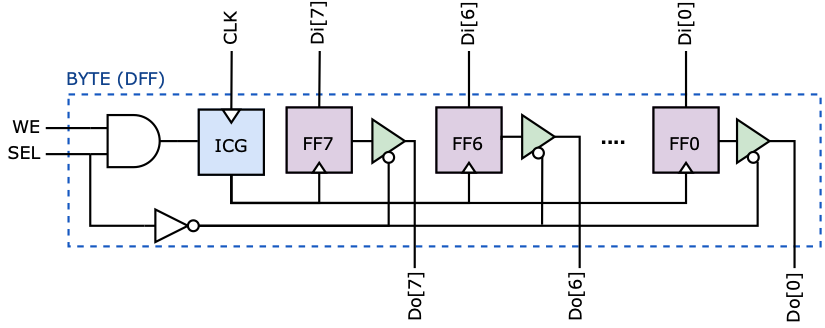 CLK
Di[7]
Di[6]
Di[0]
BYTE (DFF)
WE
SEL
ICG
FF7
FF6
....
FF0
Do[7]
Do[6]
Do[0]